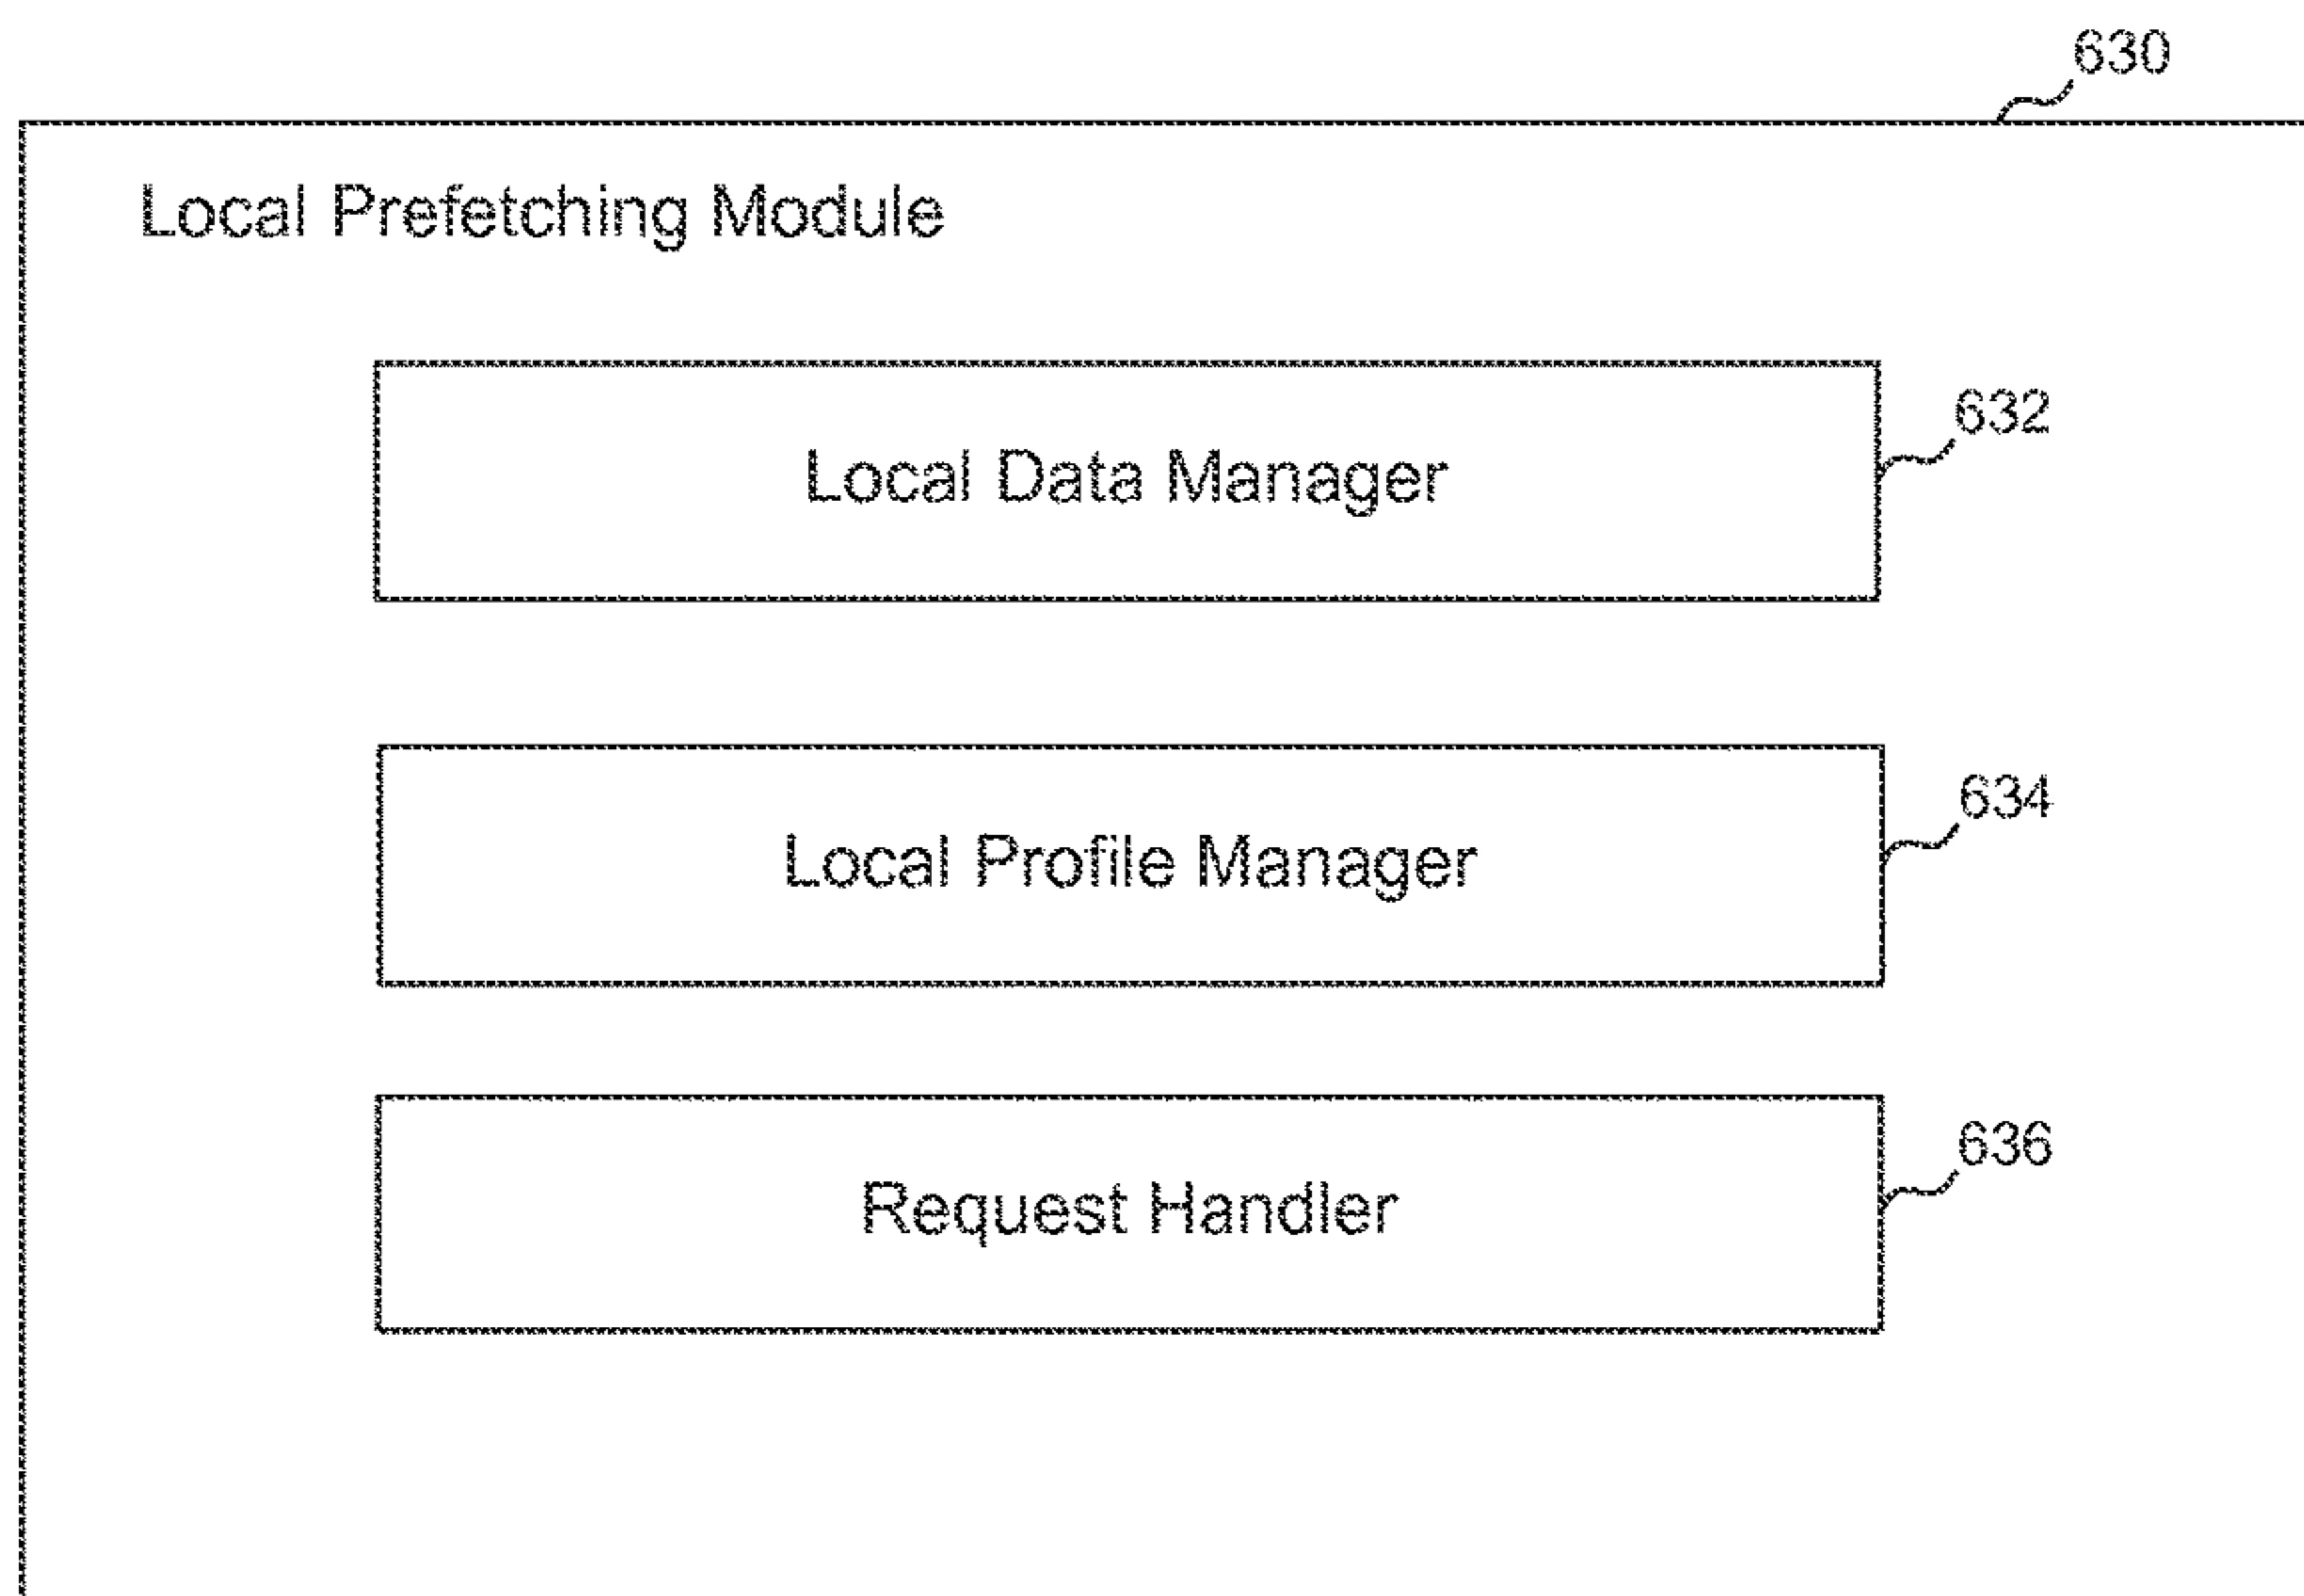 630
Local Prefetching Module
632
Local Data Manager
634
Local Profile Manager
636
Request Handler